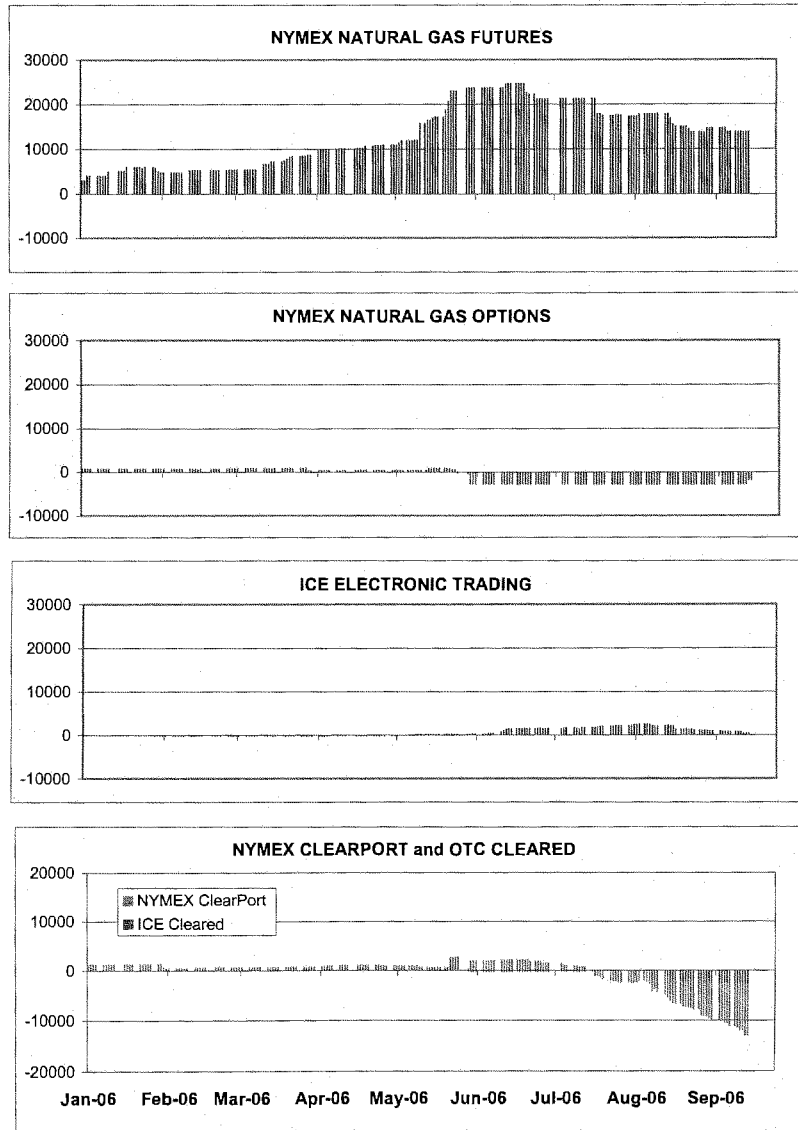 NYMEX NATURAL GAS FUTURES
30000
20000
10000
0
-10000
NYMEX NATURAL GAS OPTIONS
30000
20000
10000
0
-10000
ICE ELECTRONIC TRADING
30000
20000
10000
0
-10000
NYMEX CLEARPORT and OTC CLEARED
20000
10000
0
-10000
-20000
NYMEX ClearPort
ICE Cleared
Jan-06 Feb-06 Mar-06 Apr-06 May-06 Jun-06 Jul-06 Aug-06 Sep-06